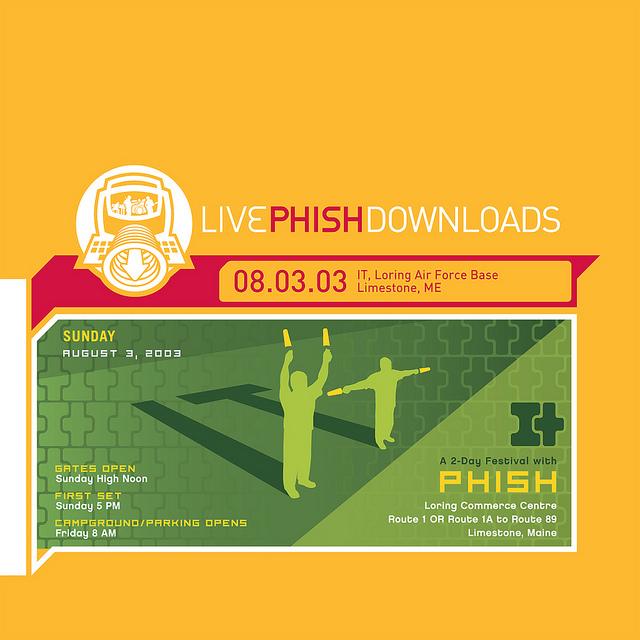 LIVEPHISHDOWNLOADS
08.03.03
IT, Loring Air Force Base
Limestone, ME
SUNDAY
AUGUST 3, 2003
GATES OPEN
Sunday High Noon
FIRST SET
Sunday 5 PM
CAMPGROUND/PARKING OPENS
Friday 8 AM
It
A 2-Day Festival with
PHISH
Loring Commerce Centre
Route 1 OR Route 1A to Route 89
Limestone, Maine